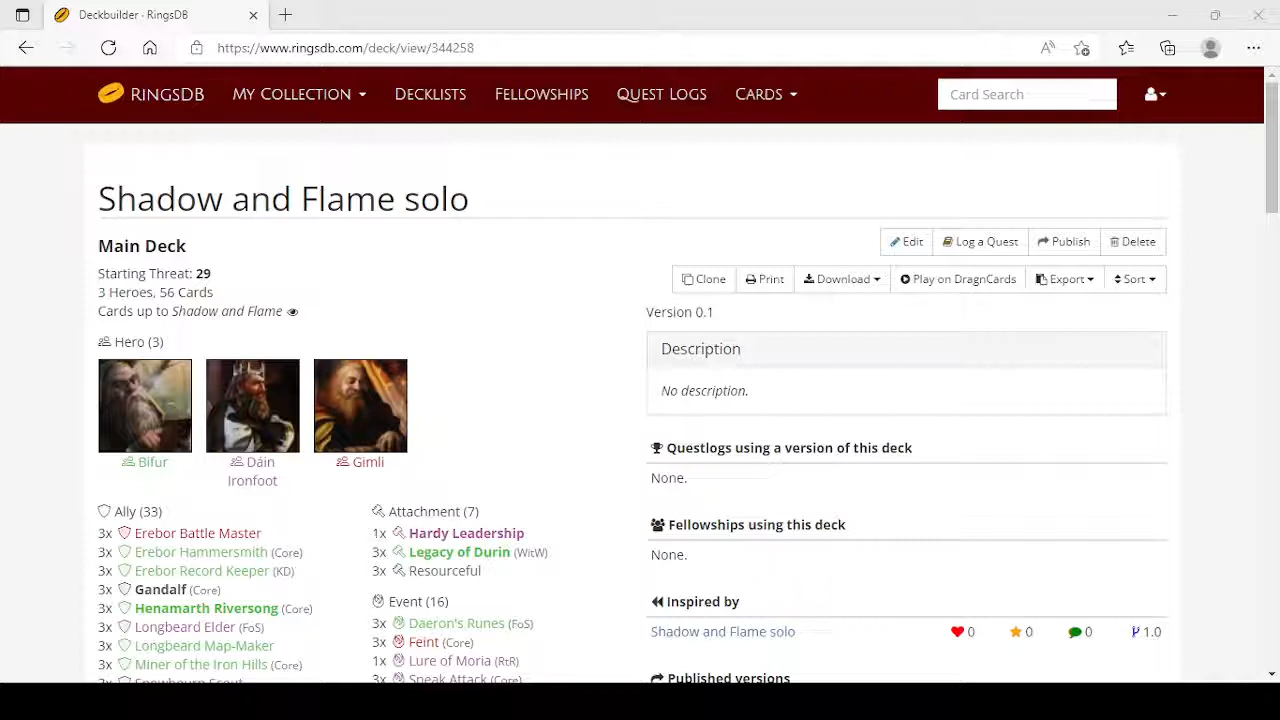 Deckbuilder · RingsDB
https://www.ringsdb.com/deck/view/344258
RINGSDB MY COLLECTION DECKLISTS FELLOWSHIPS QUEST LOGS CARDS Card Search
Shadow and Flame solo
Main Deck
Edit Log a Quest Publish Delete
Starting Threat: 29
Clone Print Download Play on DragnCards Export Sort
3 Heroes, 56 Cards
Cards up to Shadow and Flame
Version 0.1
Hero (3)
Bifur
Dáin Ironfoot
Gimli
Description
No description.
Questlogs using a version of this deck
None.
Fellowships using this deck
None.
Inspired by
Shadow and Flame solo 0 0 0 1.0
Published versions
Ally (33)
3x Erebor Battle Master
3x Erebor Hammersmith (Core)
3x Erebor Record Keeper (KD)
3x Gandalf (Core)
3x Henamarth Riversong (Core)
3x Longbeard Elder (FoS)
3x Longbeard Map-Maker
3x Miner of the Iron Hills (Core)
3x Snowbourn Scout
Attachment (7)
1x Hardy Leadership
3x Legacy of Durin (WitW)
3x Resourceful
Event (16)
3x Daeron's Runes (FoS)
3x Feint (Core)
1x Lure of Moria (RtR)
3x Sneak Attack (Core)